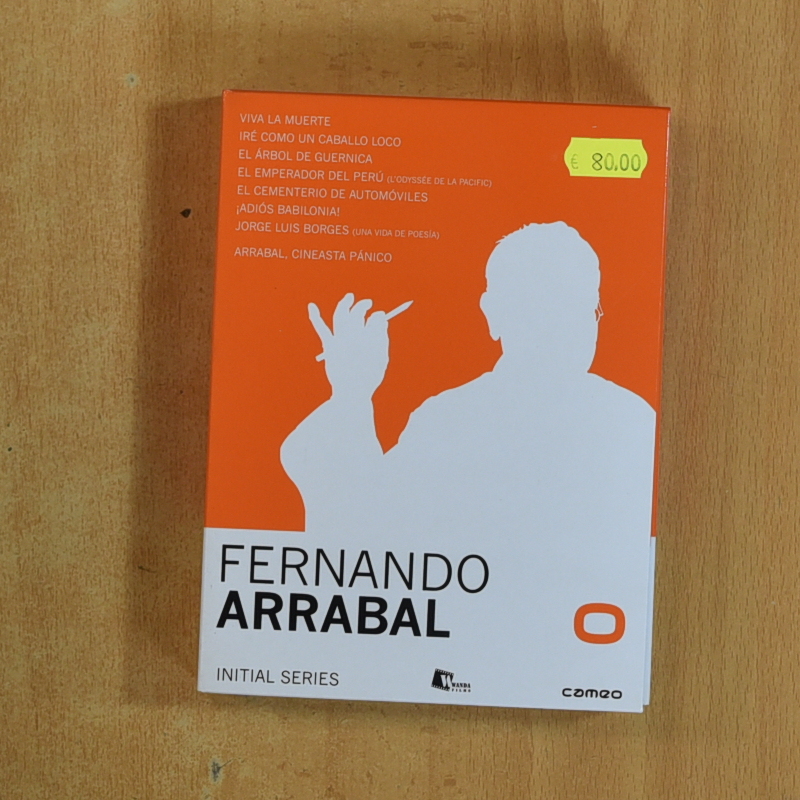 VIVA LA MUERTE
IRÉ COMO UN CABALLO LOCO
EL ÁRBOL DE GUERNICA
EL EMPERADOR DEL PERÚ (L'ODYSSÉE DE LA PACIFIC)
EL CEMENTERIO DE AUTOMÓVILES
¡ADIÓS BABILONIA!
JORGE LUIS BORGES (UNA VIDA DE POESÍA)
ARRABAL, CINEASTA PÁNICO
€ 80.00
FERNANDO
ARRABAL
INITIAL SERIES
WANDA
FILMS
cameo